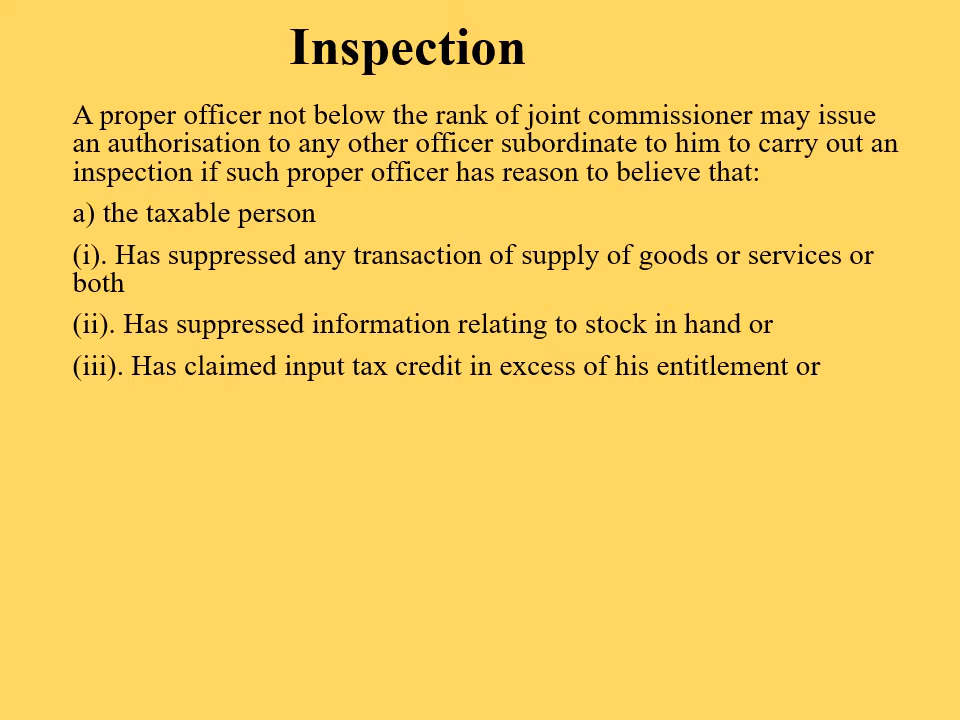 Inspection
A proper officer not below the rank of joint commissioner may issue
an authorisation to any other officer subordinate to him to carry out an
inspection if such proper officer has reason to believe that:
a) the taxable person
(i). Has suppressed any transaction of supply of goods or services or
both
(ii). Has suppressed information relating to stock in hand or
(iii). Has claimed input tax credit in excess of his entitlement or